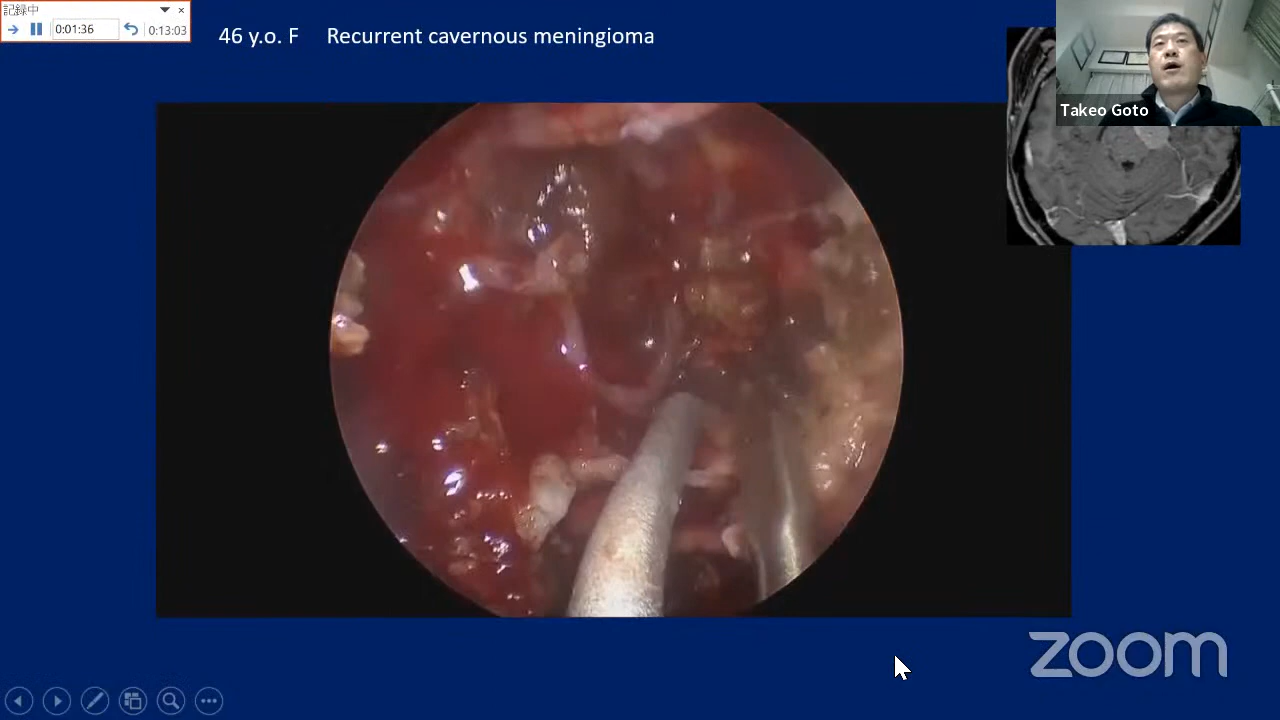 記録中
0:01:36
0:13:03
46 y.o. F Recurrent cavernous meningioma
Takeo Goto
zoom